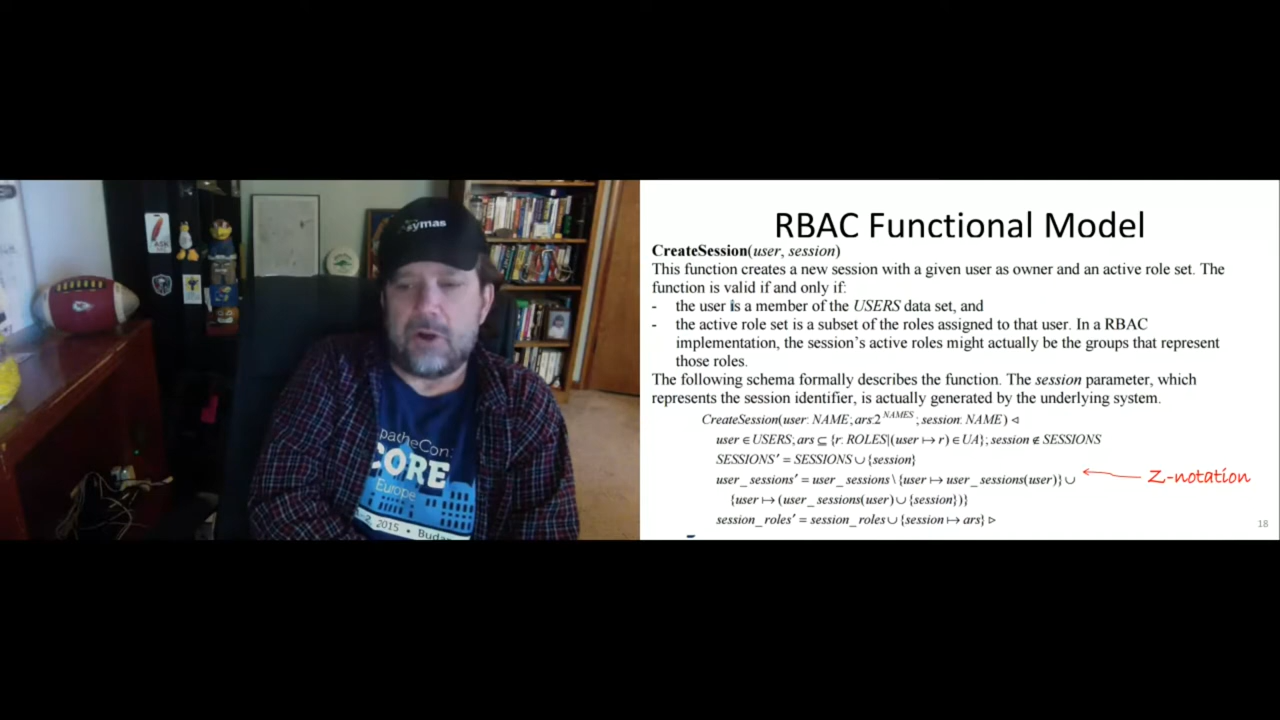 symas
pacheCon:
CORE
Europe
-2, 2015 • Budap
RBAC Functional Model
CreateSession(user, session)
This function creates a new session with a given user as owner and an active role set. The
function is valid if and only if:
- the user is a member of the USERS data set, and
- the active role set is a subset of the roles assigned to that user. In a RBAC
implementation, the session's active roles might actually be the groups that represent
those roles.
The following schema formally describes the function. The session parameter, which
represents the session identifier, is actually generated by the underlying system.
CreateSession(user: NAME; ars:2^NAMES; session: NAME) ⊲
user ∈ USERS; ars ⊆ {r: ROLES|(user ↦ r) ∈ UA}; session ∉ SESSIONS
SESSIONS' = SESSIONS ∪ {session}
user_sessions' = user_sessions \ {user ↦ user_sessions(user)} ∪
{user ↦ (user_sessions(user) ∪ {session})}
session_roles' = session_roles ∪ {session ↦ ars} ⊳
Z-notation
18